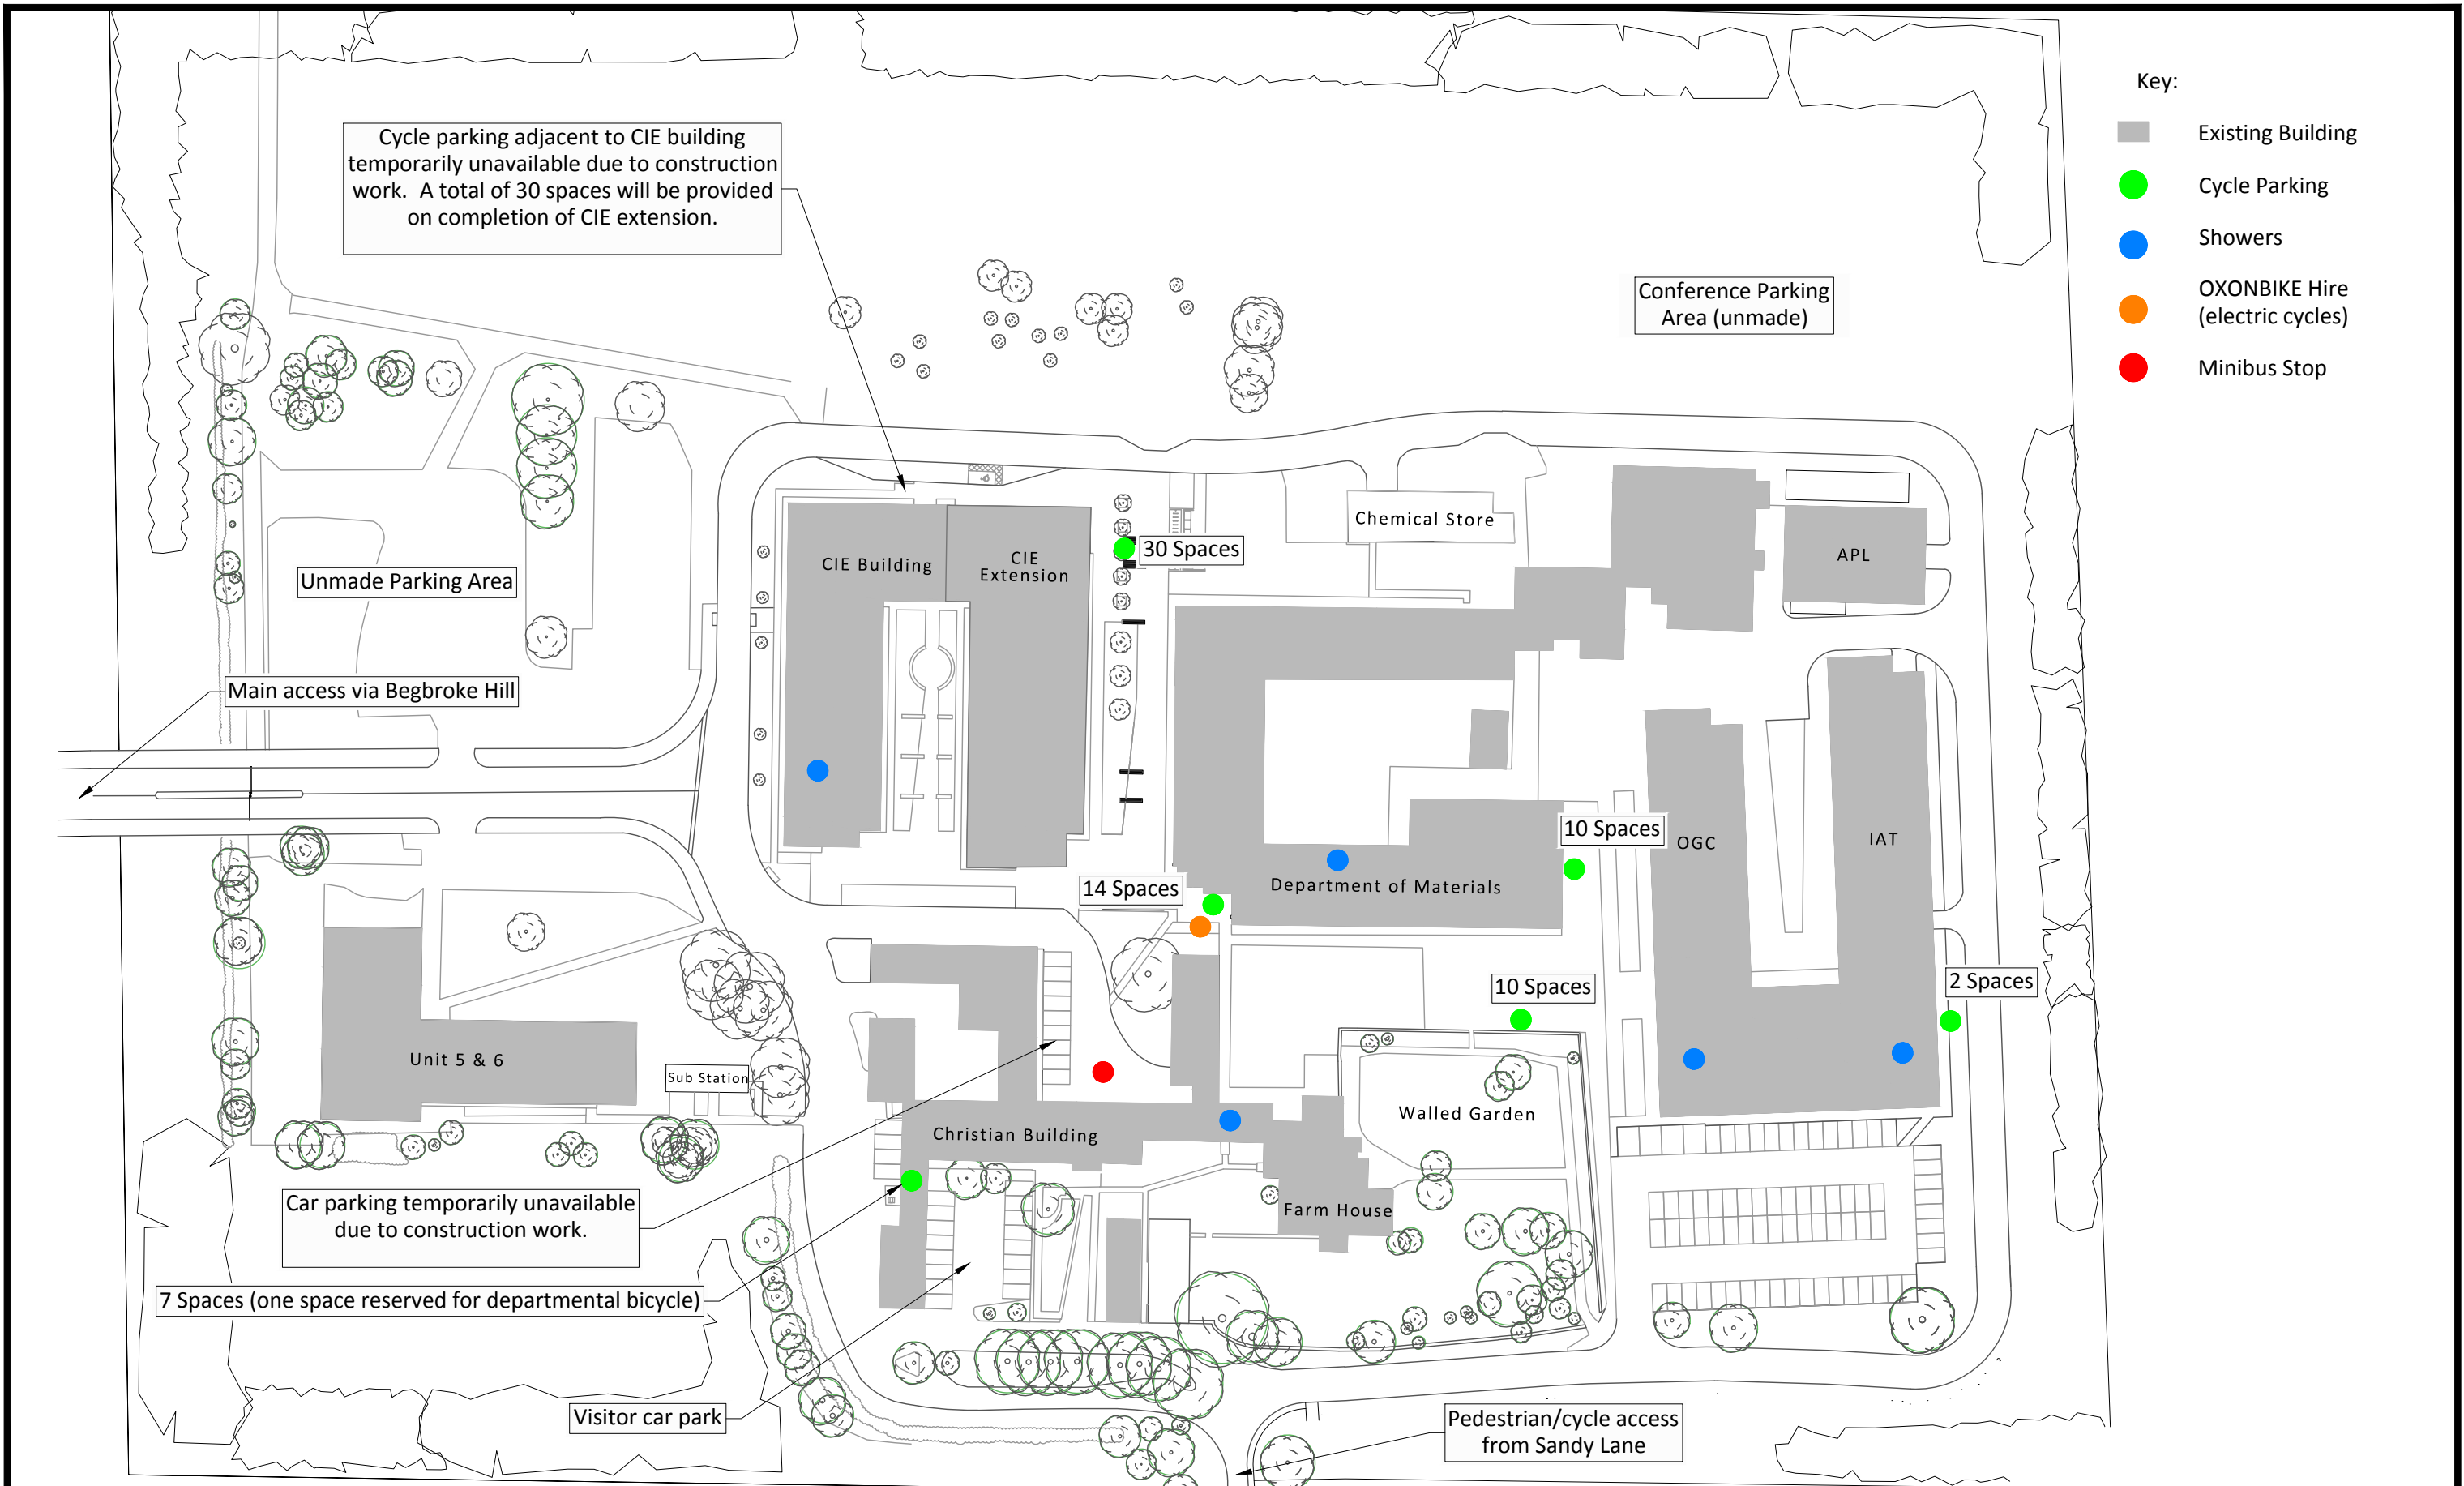 Key:
Existing Building
Cycle Parking
Showers
OXONBIKE Hire
(electric cycles)
Minibus Stop
Cycle parking adjacent to CIE building
temporarily unavailable due to construction
work.  A total of 30 spaces will be provided
on completion of CIE extension.
Conference Parking
Area (unmade)
Chemical Store
30 Spaces
CIE Building
CIE
Extension
APL
Unmade Parking Area
Main access via Begbroke Hill
10 Spaces
OGC
IAT
14 Spaces
Department of Materials
2 Spaces
10 Spaces
Unit 5 & 6
Sub Station
Walled Garden
Christian Building
Farm House
Car parking temporarily unavailable
due to construction work.
7 Spaces (one space reserved for departmental bicycle)
Visitor car park
Pedestrian/cycle access
from Sandy Lane